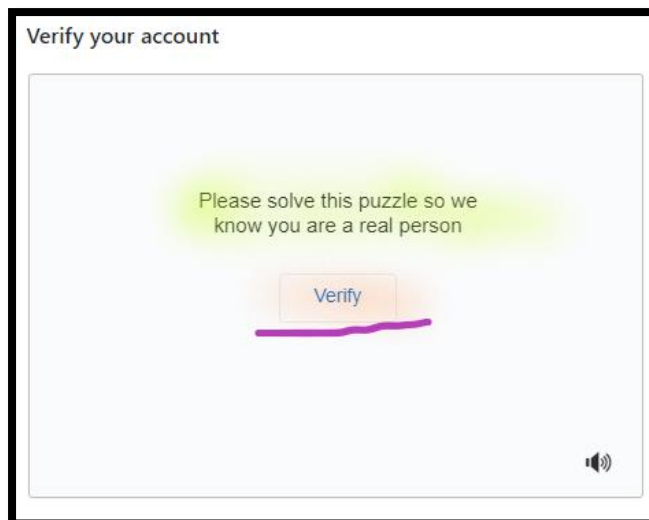 Verify your account
Please solve this puzzle so we
know you are a real person
Verify